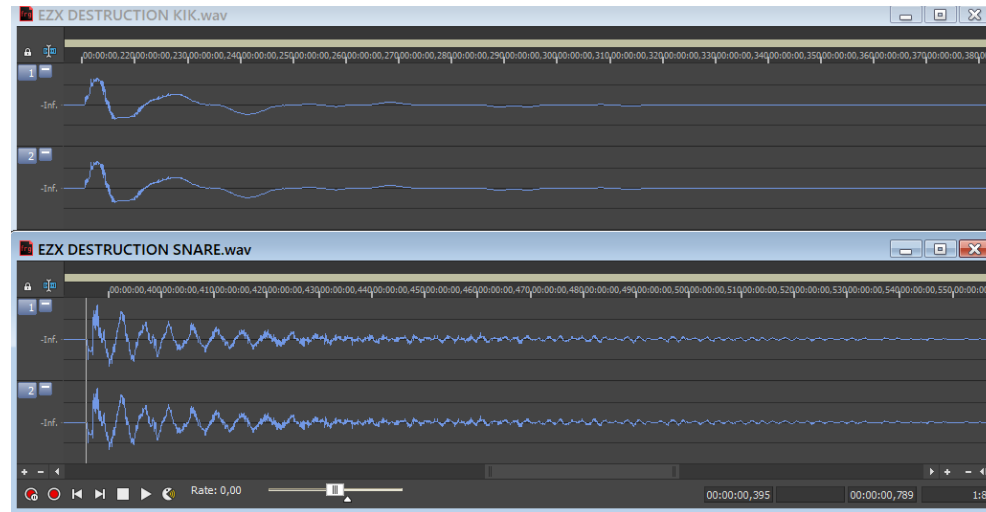 EZX DESTRUCTION KIK.wav
00:00:00,220 00:00:00,230 00:00:00,240 00:00:00,250 00:00:00,260 00:00:00,270 00:00:00,280 00:00:00,290 00:00:00,300 00:00:00,310 00:00:00,320 00:00:00,330 00:00:00,340 00:00:00,350 00:00:00,360 00:00:00,370 00:00:00,380
1
-Inf.
2
-Inf.
EZX DESTRUCTION SNARE.wav
00:00:00,400 00:00:00,410 00:00:00,420 00:00:00,430 00:00:00,440 00:00:00,450 00:00:00,460 00:00:00,470 00:00:00,480 00:00:00,490 00:00:00,500 00:00:00,510 00:00:00,520 00:00:00,530 00:00:00,540 00:00:00,550 00:00:00
1
-Inf.
2
-Inf.
Rate: 0,00
00:00:00,395 00:00:00,789 1:8